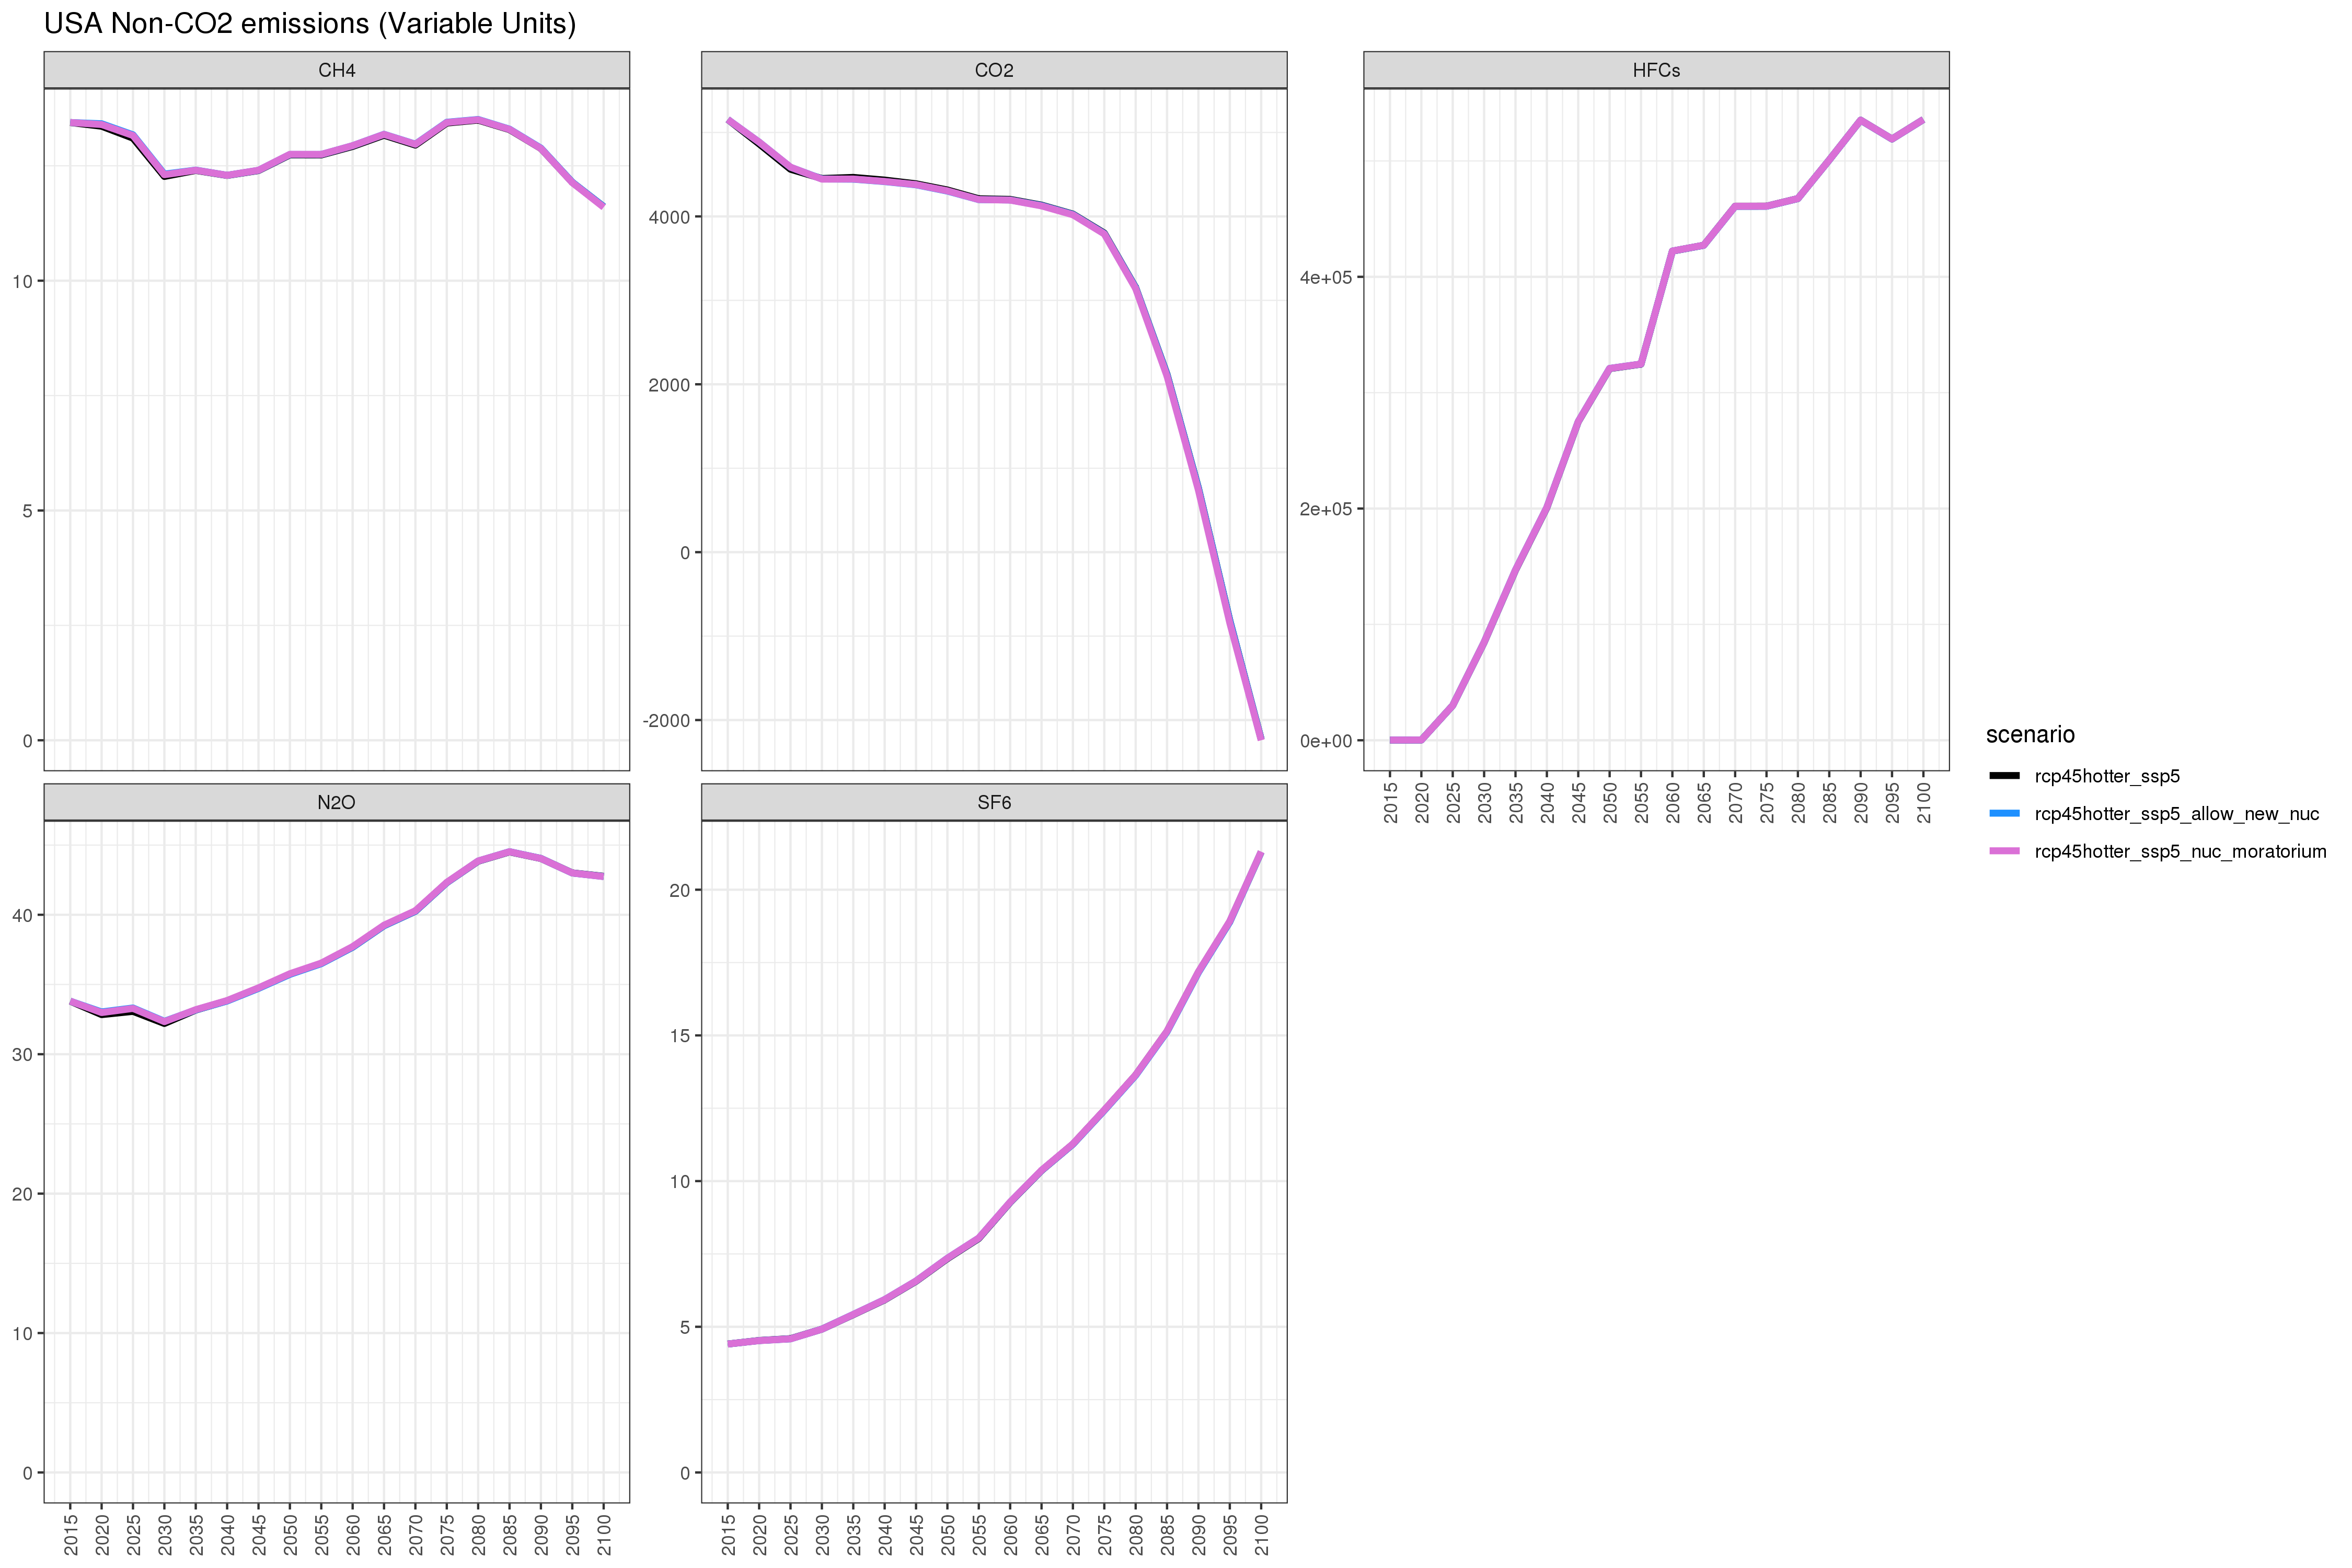 USA Non-CO2 emissions (Variable Units)
CH4
CO2
HFCs
10
5
0
4000
2000
0
-2000
4e+05
2e+05
0e+00
2015 2020 2025 2030 2035 2040 2045 2050 2055 2060 2065 2070 2075 2080 2085 2090 2095 2100
scenario
rcp45hotter_ssp5
rcp45hotter_ssp5_allow_new_nuc
rcp45hotter_ssp5_nuc_moratorium
N2O
SF6
40
30
20
10
0
20
15
10
5
0
2015 2020 2025 2030 2035 2040 2045 2050 2055 2060 2065 2070 2075 2080 2085 2090 2095 2100
2015 2020 2025 2030 2035 2040 2045 2050 2055 2060 2065 2070 2075 2080 2085 2090 2095 2100